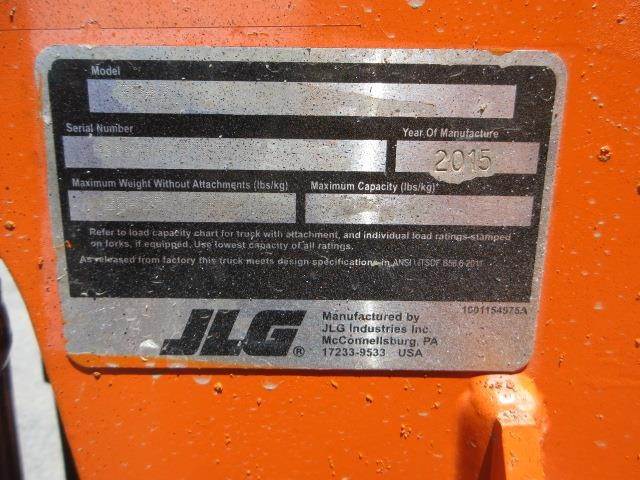 Model
Serial Number
Year Of Manufacture
2015
Maximum Weight Without Attachments (lbs/kg)
Maximum Capacity (lbs/kg)*
Refer to load capacity chart for truck with attachment, and individual load ratings-stamped
on forks, if equipped. Use lowest capacity of all ratings.
As released from factory this truck meets design specifications in ANSI / ITSDF B56.6-2011
1001154975A
JLG®
Manufactured by
JLG Industries Inc.
McConnellsburg, PA
17233-9533 USA